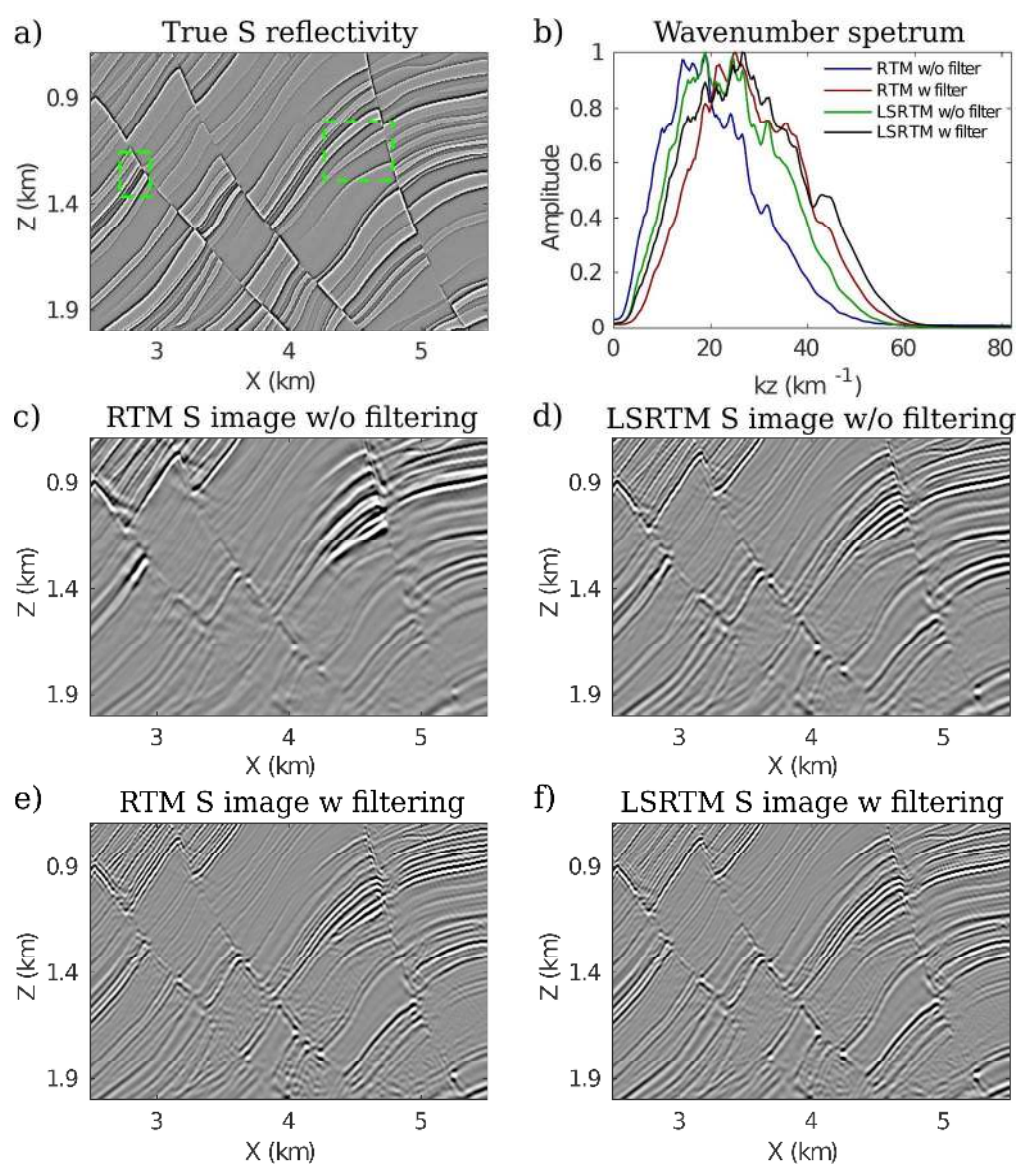 a) True S reflectivity
0.9
1.4
1.9
Z (km)
3 4 5
X (km)
b) Wavenumber spetrum
RTM w/o filter
RTM w filter
LSRTM w/o filter
LSRTM w filter
1
0.8
0.6
0.4
0.2
0
Amplitude
0 20 40 60 80
kz (km -1)
c) RTM S image w/o filtering
0.9
1.4
1.9
Z (km)
3 4 5
X (km)
d) LSRTM S image w/o filtering
0.9
1.4
1.9
Z (km)
3 4 5
X (km)
e) RTM S image w filtering
0.9
1.4
1.9
Z (km)
3 4 5
X (km)
f) LSRTM S image w filtering
0.9
1.4
1.9
Z (km)
3 4 5
X (km)